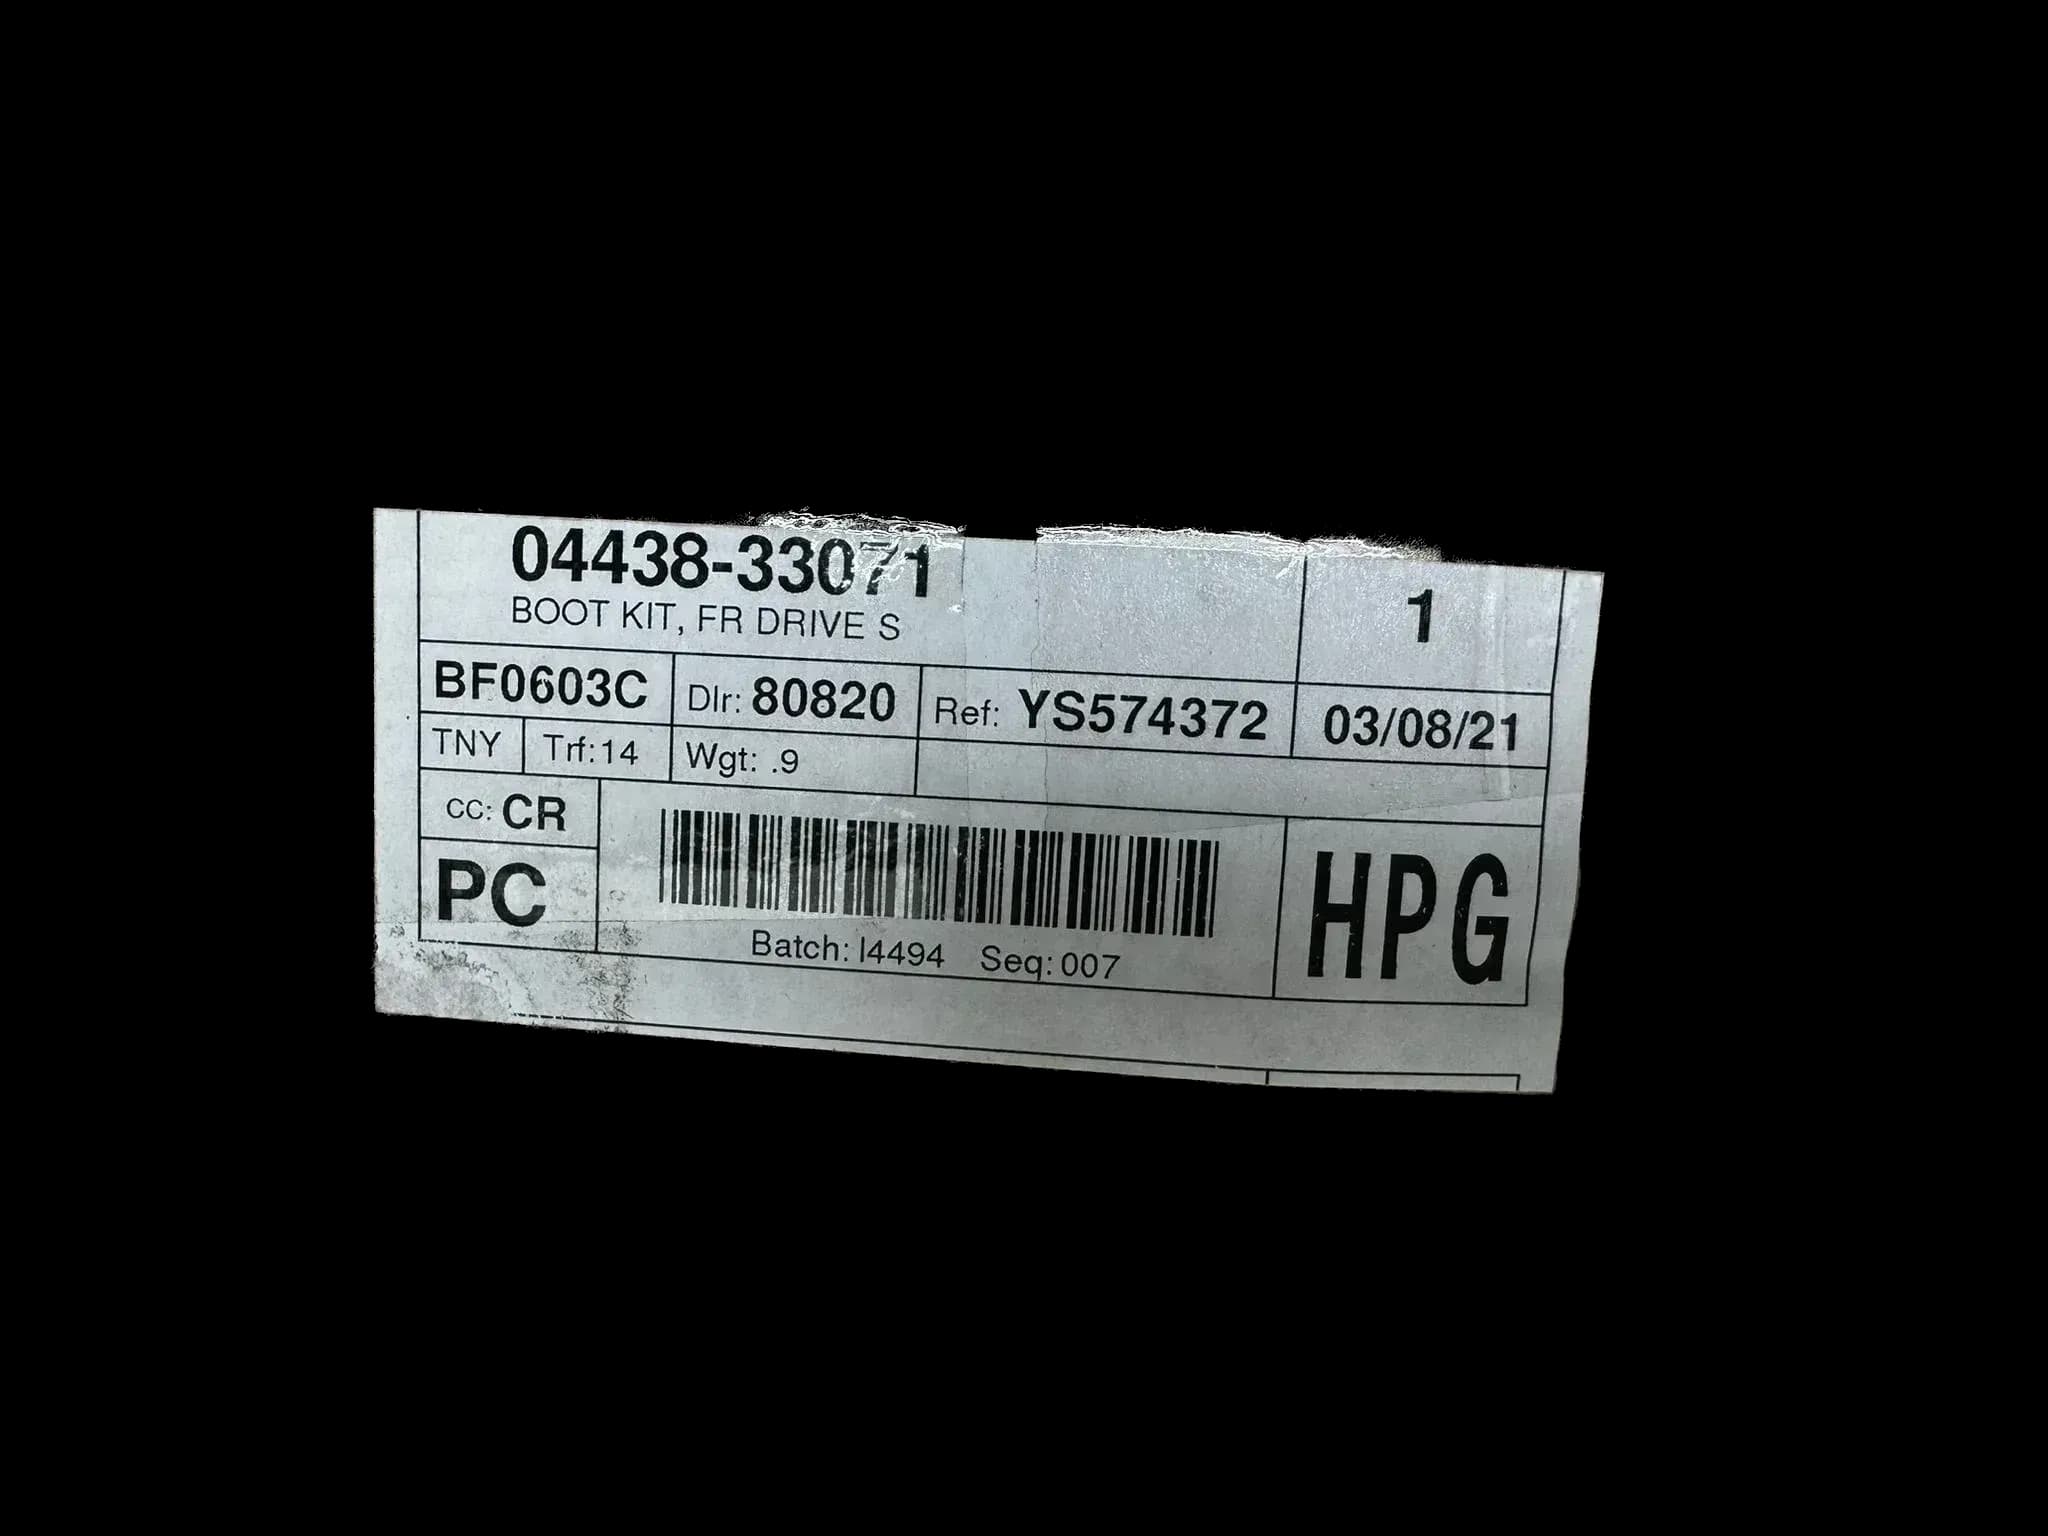 04438-33071
1
BOOT KIT, FR DRIVE S
BF0603C Dlr: 80820 Ref: YS574372 03/08/21
TNY Trf:14 Wgt: .9
CC: CR
PC
HPG
Batch: I4494 Seq: 007